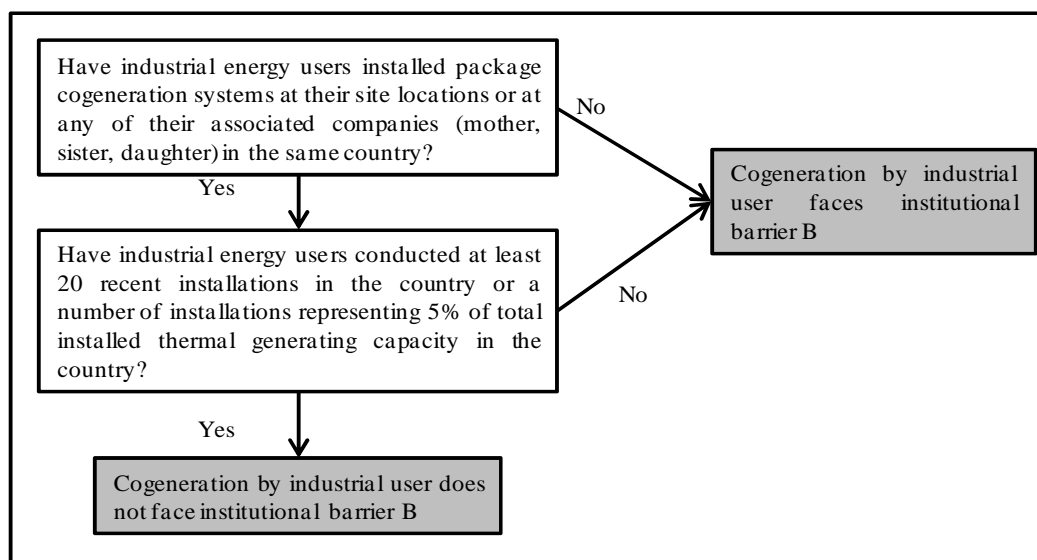 Have industrial energy users installed package
cogeneration systems at their site locations or at
any of their associated companies (mother,
sister, daughter) in the same country?
No
Yes
Cogeneration by industrial
user faces institutional
barrier B
Have industrial energy users conducted at least
20 recent installations in the country or a
number of installations representing 5% of total
installed thermal generating capacity in the
country?
No
Yes
Cogeneration by industrial user does
not face institutional barrier B